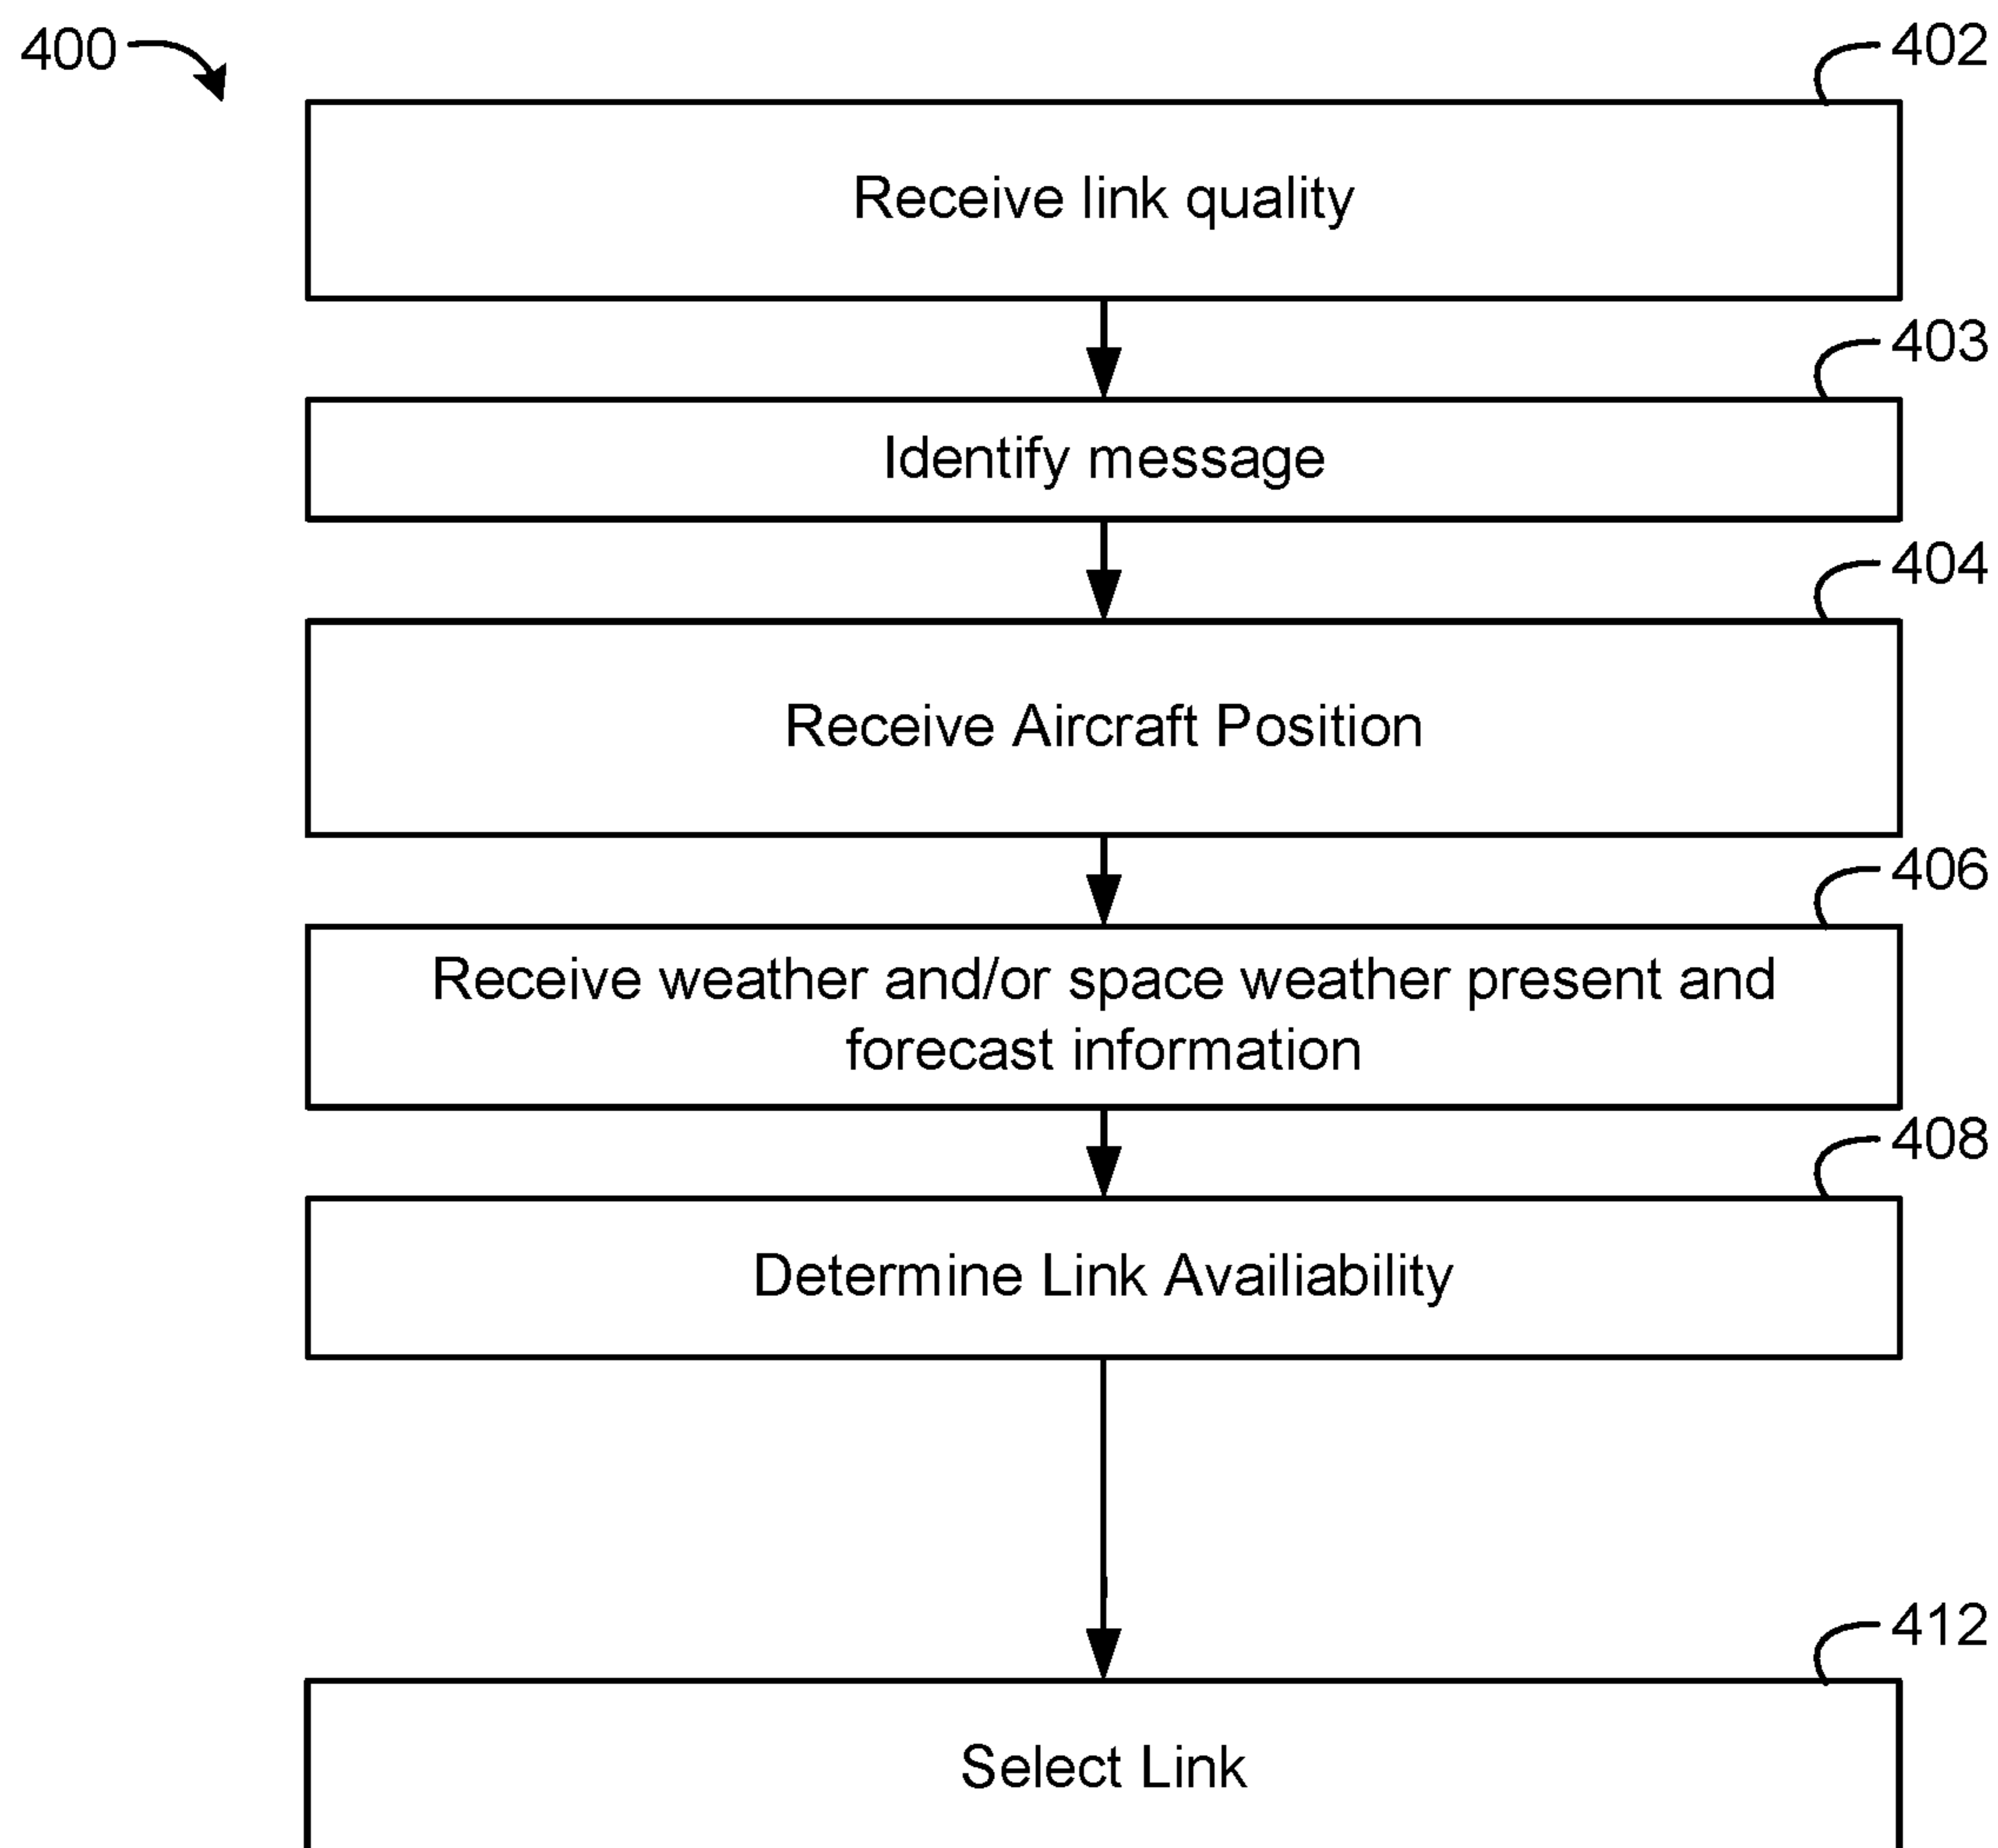 400
402
Receive link quality
403
Identify message
404
Receive Aircraft Position
406
Receive weather and/or space weather present and
forecast information
408
Determine Link Availiability
412
Select Link